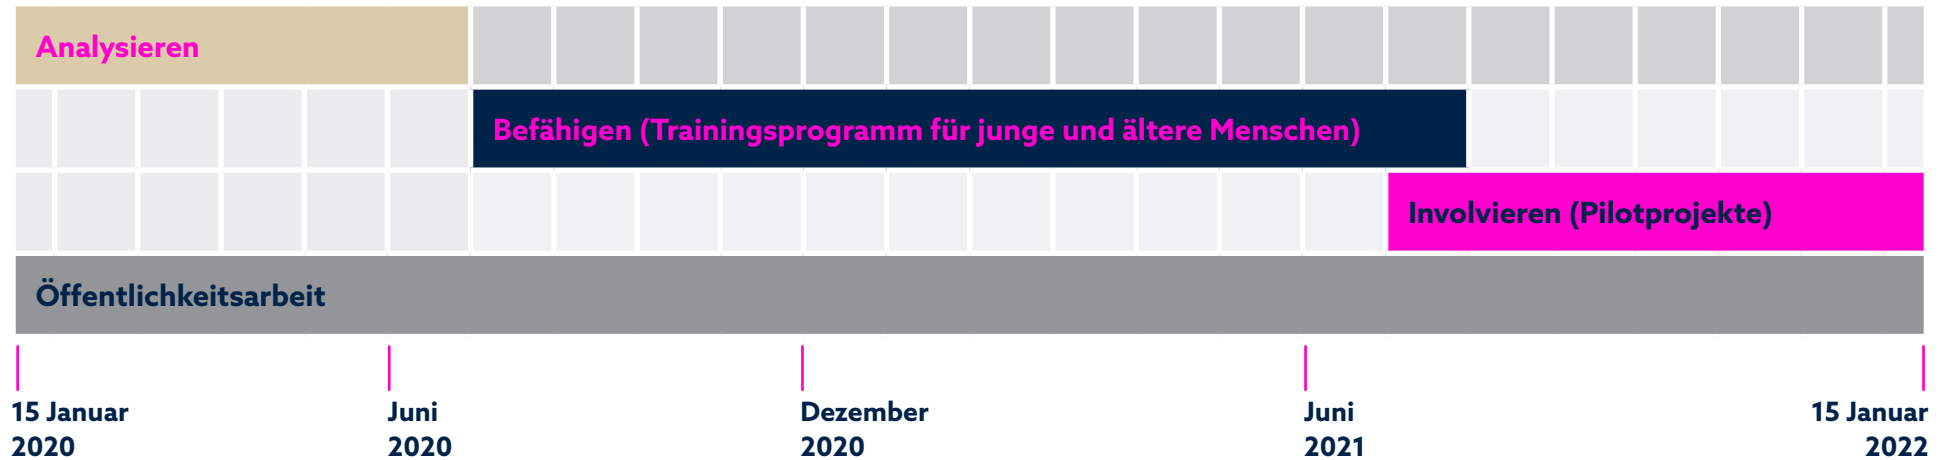 Analysieren
Befähigen (Trainingsprogramm für junge und ältere Menschen)
Involvieren (Pilotprojekte)
Öffentlichkeitsarbeit
15 Januar
2020
Juni
2020
Dezember
2020
Juni
2021
15 Januar
2022